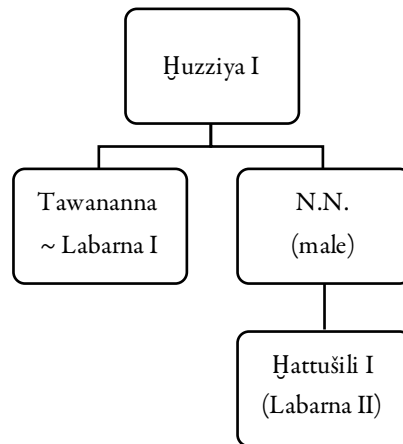 Ḫuzziya I
Tawananna
~ Labarna I
N.N.
(male)
Ḫattušili I
(Labarna II)